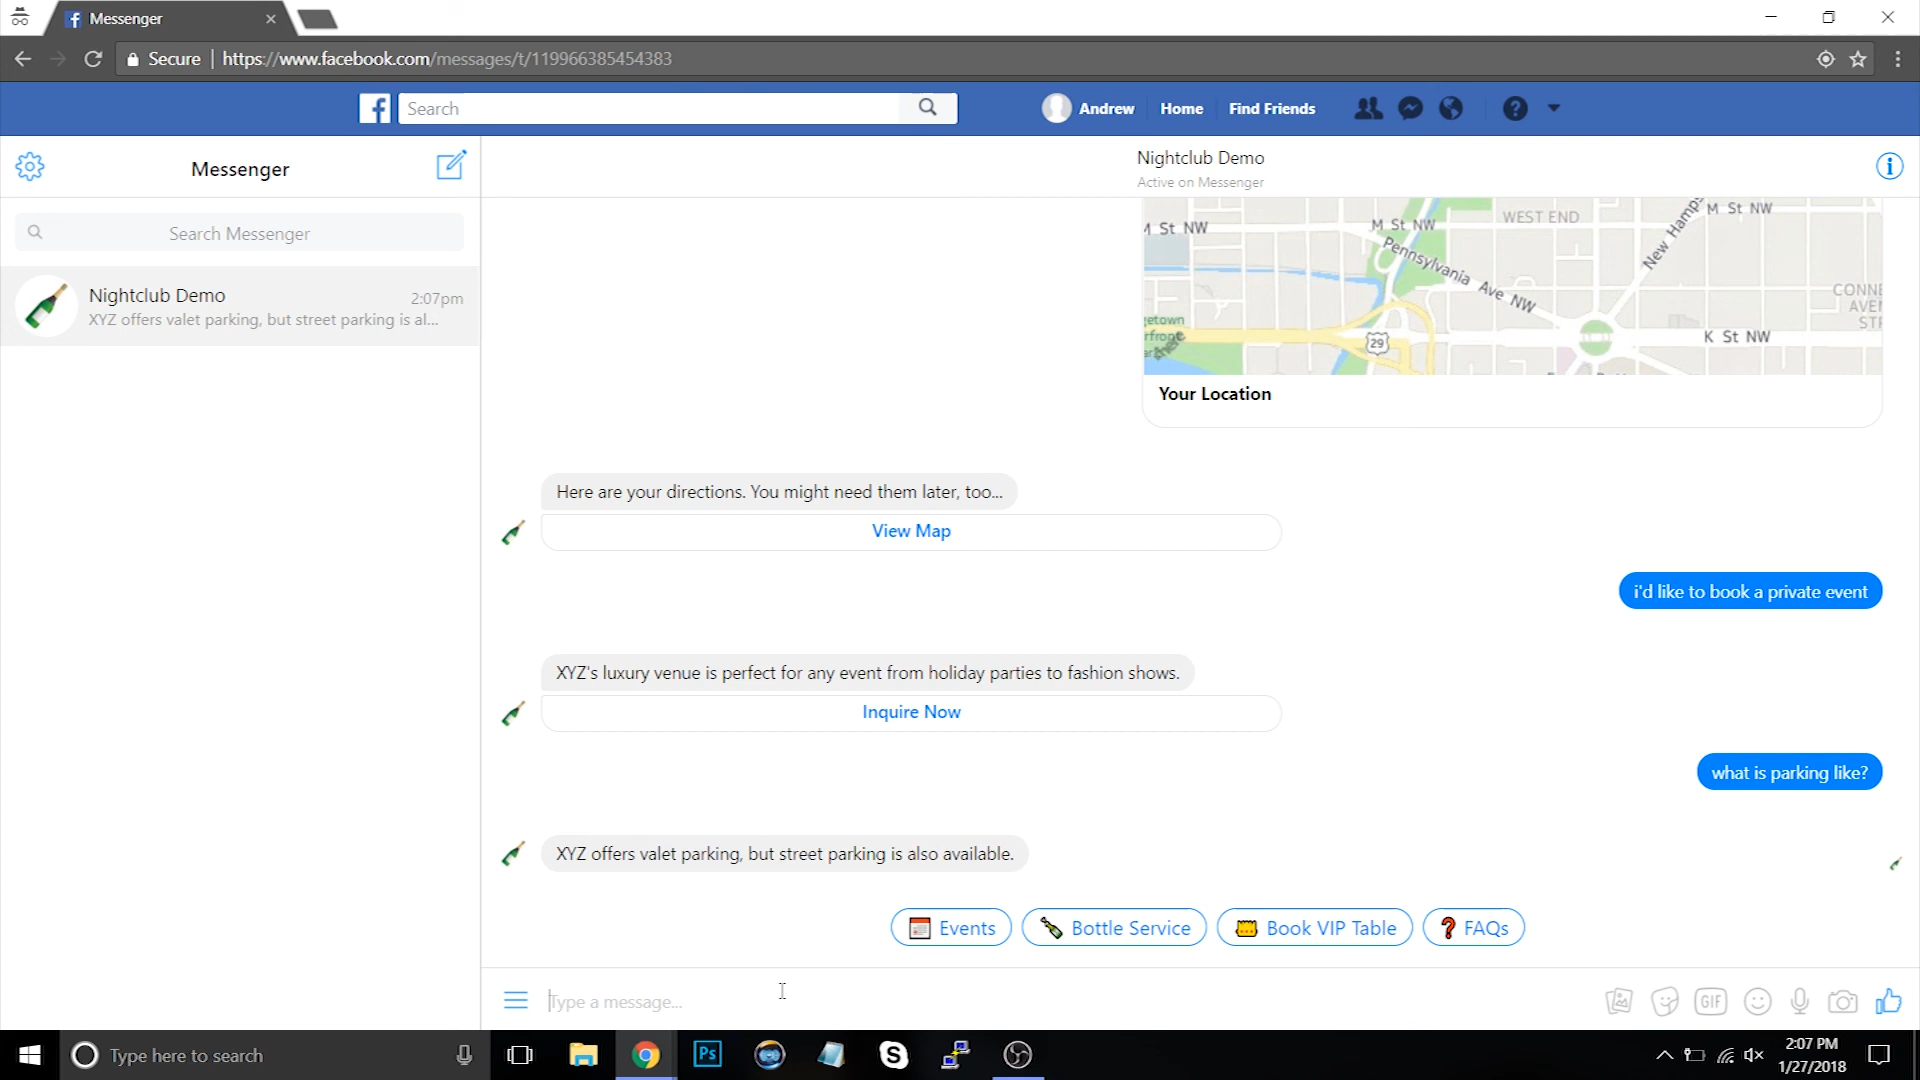 Messenger
Secure
https://www.facebook.com/messages/t/119966385454383
Search
Andrew
Home
Find Friends
Messenger
Nightclub Demo
Active on Messenger
Search Messenger
Nightclub Demo
2:07pm
XYZ offers valet parking, but street parking is al...
M St NW
WEST END
M St NW
Pennsylvania Ave NW
K St NW
29
Your Location
Here are your directions. You might need them later, too...
View Map
i'd like to book a private event
XYZ's luxury venue is perfect for any event from holiday parties to fashion shows.
Inquire Now
what is parking like?
XYZ offers valet parking, but street parking is also available.
Events
Bottle Service
Book VIP Table
FAQs
Type a message...
GIF
Type here to search
Ps
2:07 PM
1/27/2018